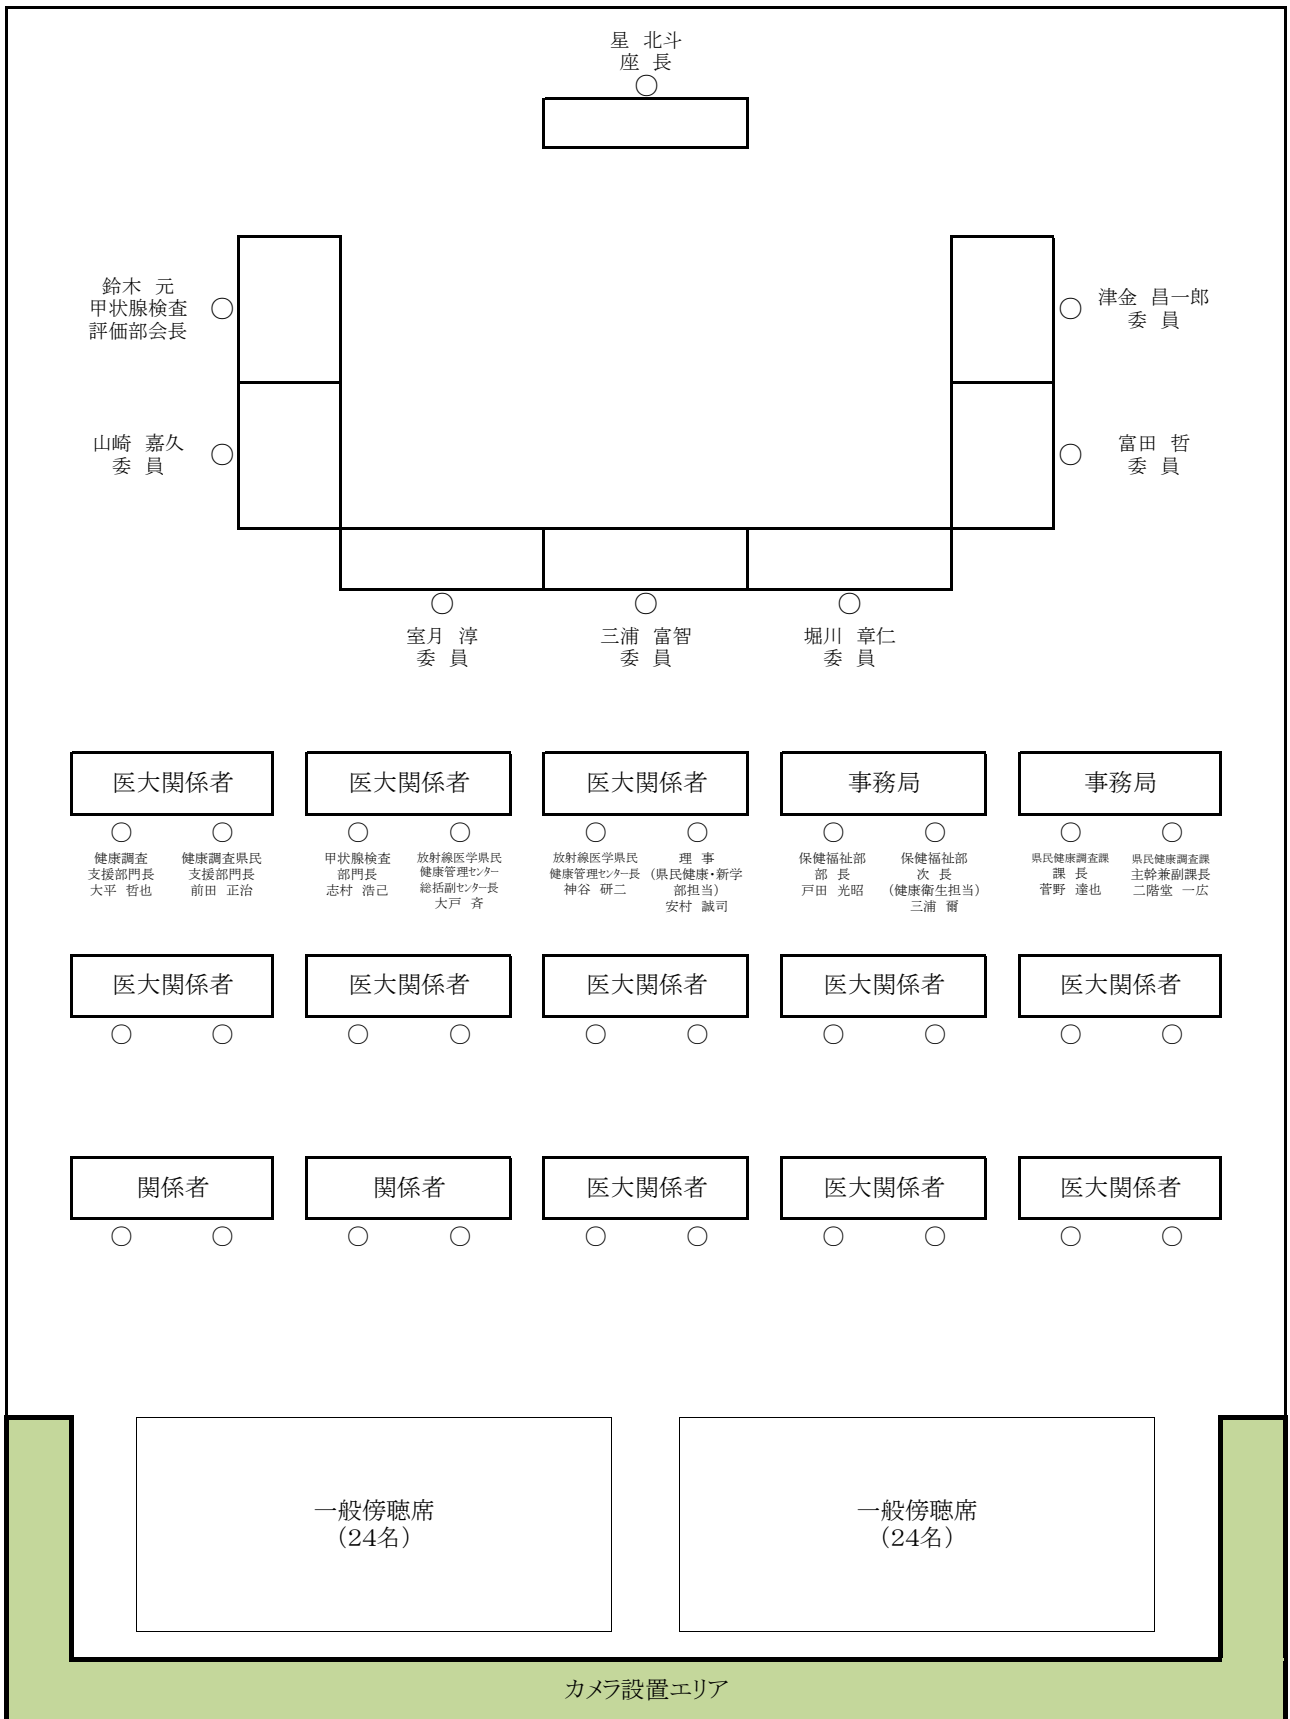 星 北斗
座 長
鈴木 元
甲状腺検査
評価部会長
津金 昌一郎
委 員
山崎 嘉久
委 員
富田 哲
委 員
室月 淳
委 員
三浦 富智
委 員
堀川 章仁
委 員
医大関係者
医大関係者
医大関係者
事務局
事務局
健康調査
支援部門長
大平 哲也
健康調査県民
支援部門長
前田 正治
甲状腺検査
部門長
志村 浩己
放射線医学県民
健康管理センター
総括副センター長
大戸 斉
放射線医学県民
健康管理センター長
神谷 研二
理 事
(県民健康・新学
部担当)
安村 誠司
保健福祉部
部 長
戸田 光昭
保健福祉部
次 長
(健康衛生担当)
三浦 爾
県民健康調査課
課 長
菅野 達也
県民健康調査課
主幹兼副課長
二階堂 一広
医大関係者
医大関係者
医大関係者
医大関係者
医大関係者
関係者
関係者
医大関係者
医大関係者
医大関係者
一般傍聴席
(24名)
一般傍聴席
(24名)
カメラ設置エリア